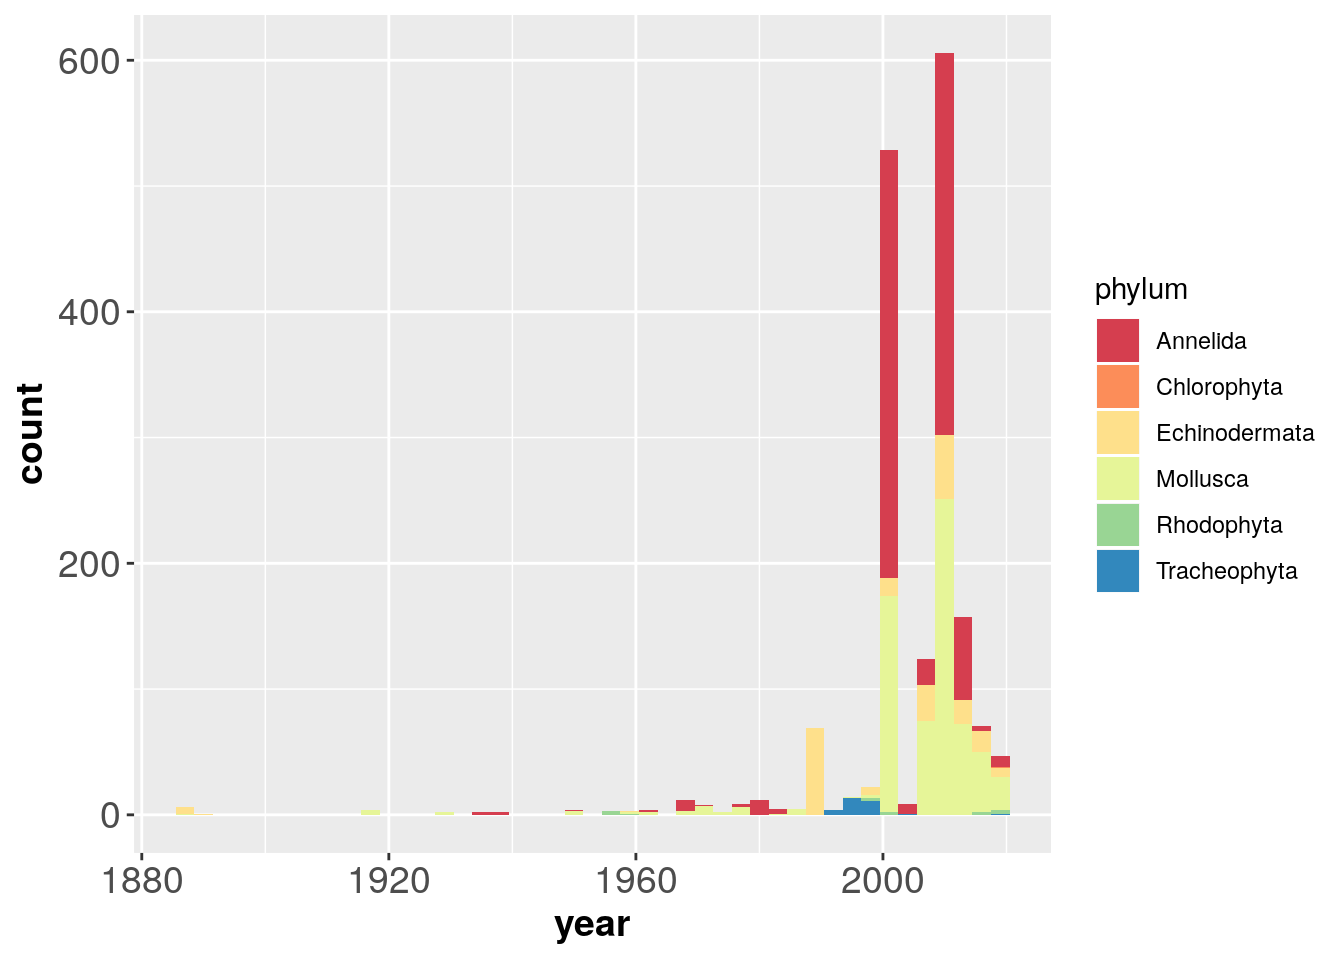 600
400
200
0
count
1880
1920
1960
2000
year
phylum
Annelida
Chlorophyta
Echinodermata
Mollusca
Rhodophyta
Tracheophyta